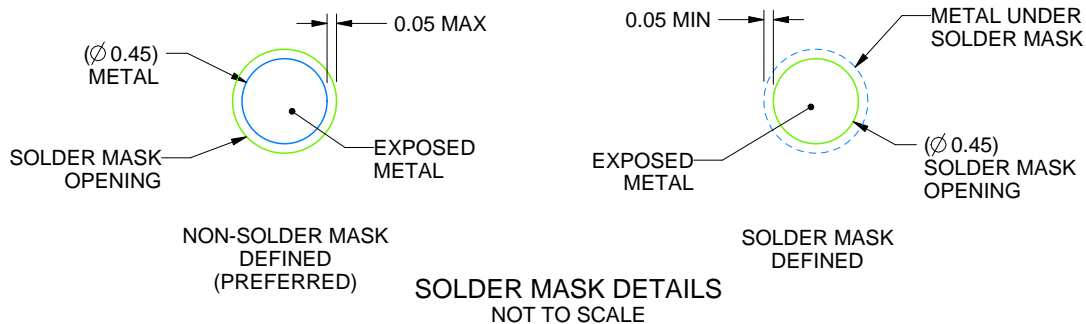 0.05 MAX
(∅ 0.45)
METAL
SOLDER MASK
OPENING
EXPOSED
METAL
NON-SOLDER MASK
DEFINED
(PREFERRED)
0.05 MIN
METAL UNDER
SOLDER MASK
EXPOSED
METAL
(∅ 0.45)
SOLDER MASK
OPENING
SOLDER MASK
DEFINED
SOLDER MASK DETAILS
NOT TO SCALE